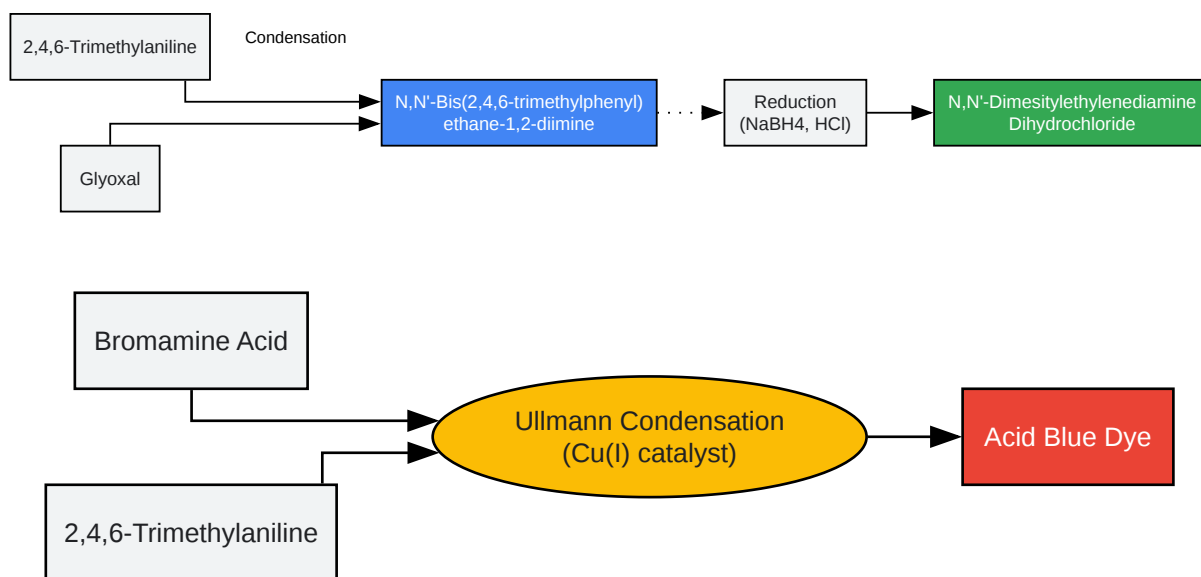 2,4,6-Trimethylaniline
Condensation
N,N'-Bis(2,4,6-trimethylphenyl)
ethane-1,2-diimine
Reduction
(NaBH4, HCl)
N,N'-Dimesitylethylenediamine
Dihydrochloride
Glyoxal
Bromamine Acid
Ullmann Condensation
(Cu(I) catalyst)
Acid Blue Dye
2,4,6-Trimethylaniline